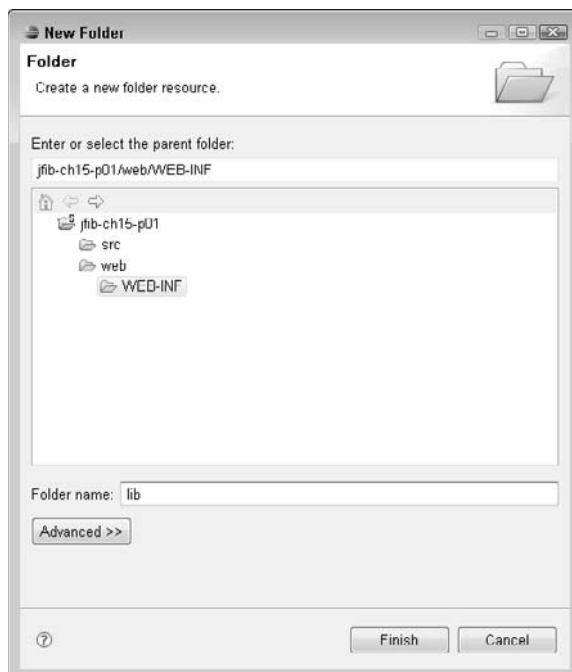 New Folder
Folder
Create a new folder resource.
Enter or select the parent folder:
jfib-ch15-p01/web/WEB-INF
jfib-ch15-p01
src
web
WEB-INF
Folder name: lib
Advanced >>
?
Finish Cancel